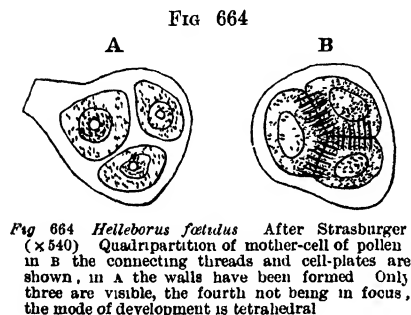 FIG 664
A B
Fig 664 Helleborus fœtidus After Strasburger
(×540) Quadripartition of mother-cell of pollen
in B the connecting threads and cell-plates are
shown, in A the walls have been formed Only
three are visible, the fourth not being in focus,
the mode of development is tetrahedral